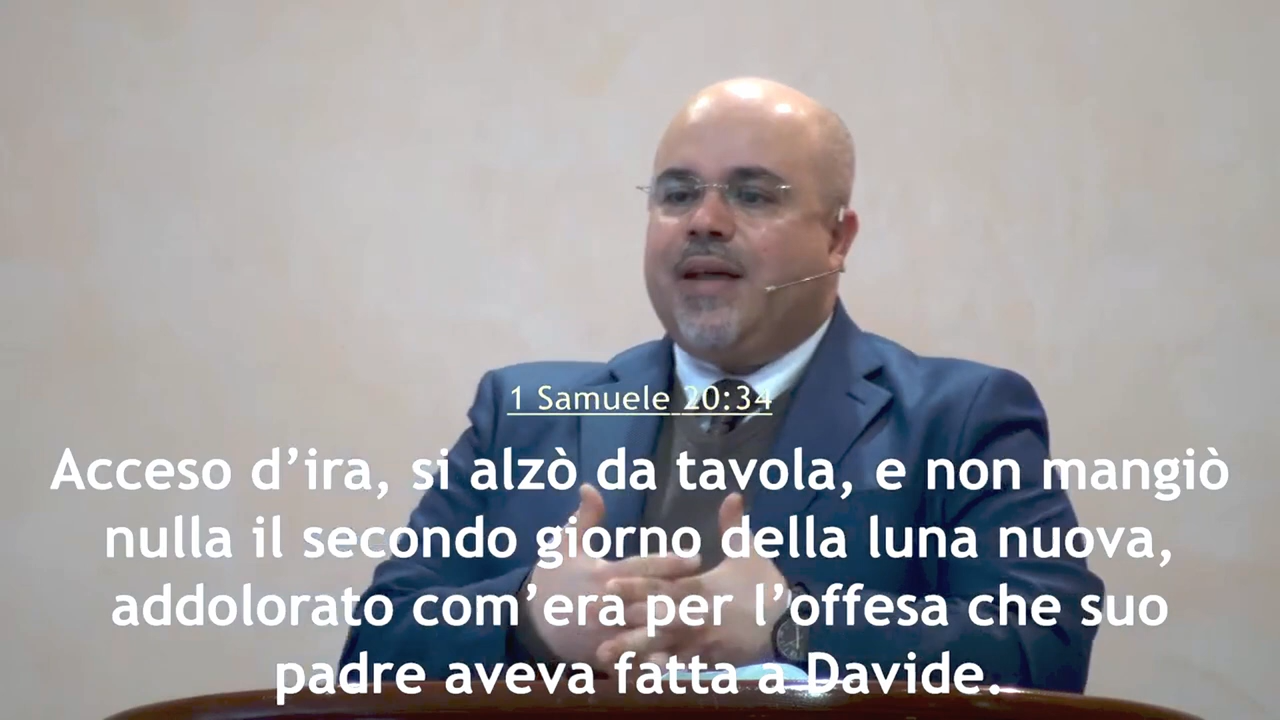 1 Samuele 20:34
Acceso d’ira, si alzò da tavola, e non mangiò
nulla il secondo giorno della luna nuova,
addolorato com’era per l’offesa che suo
padre aveva fatta a Davide.